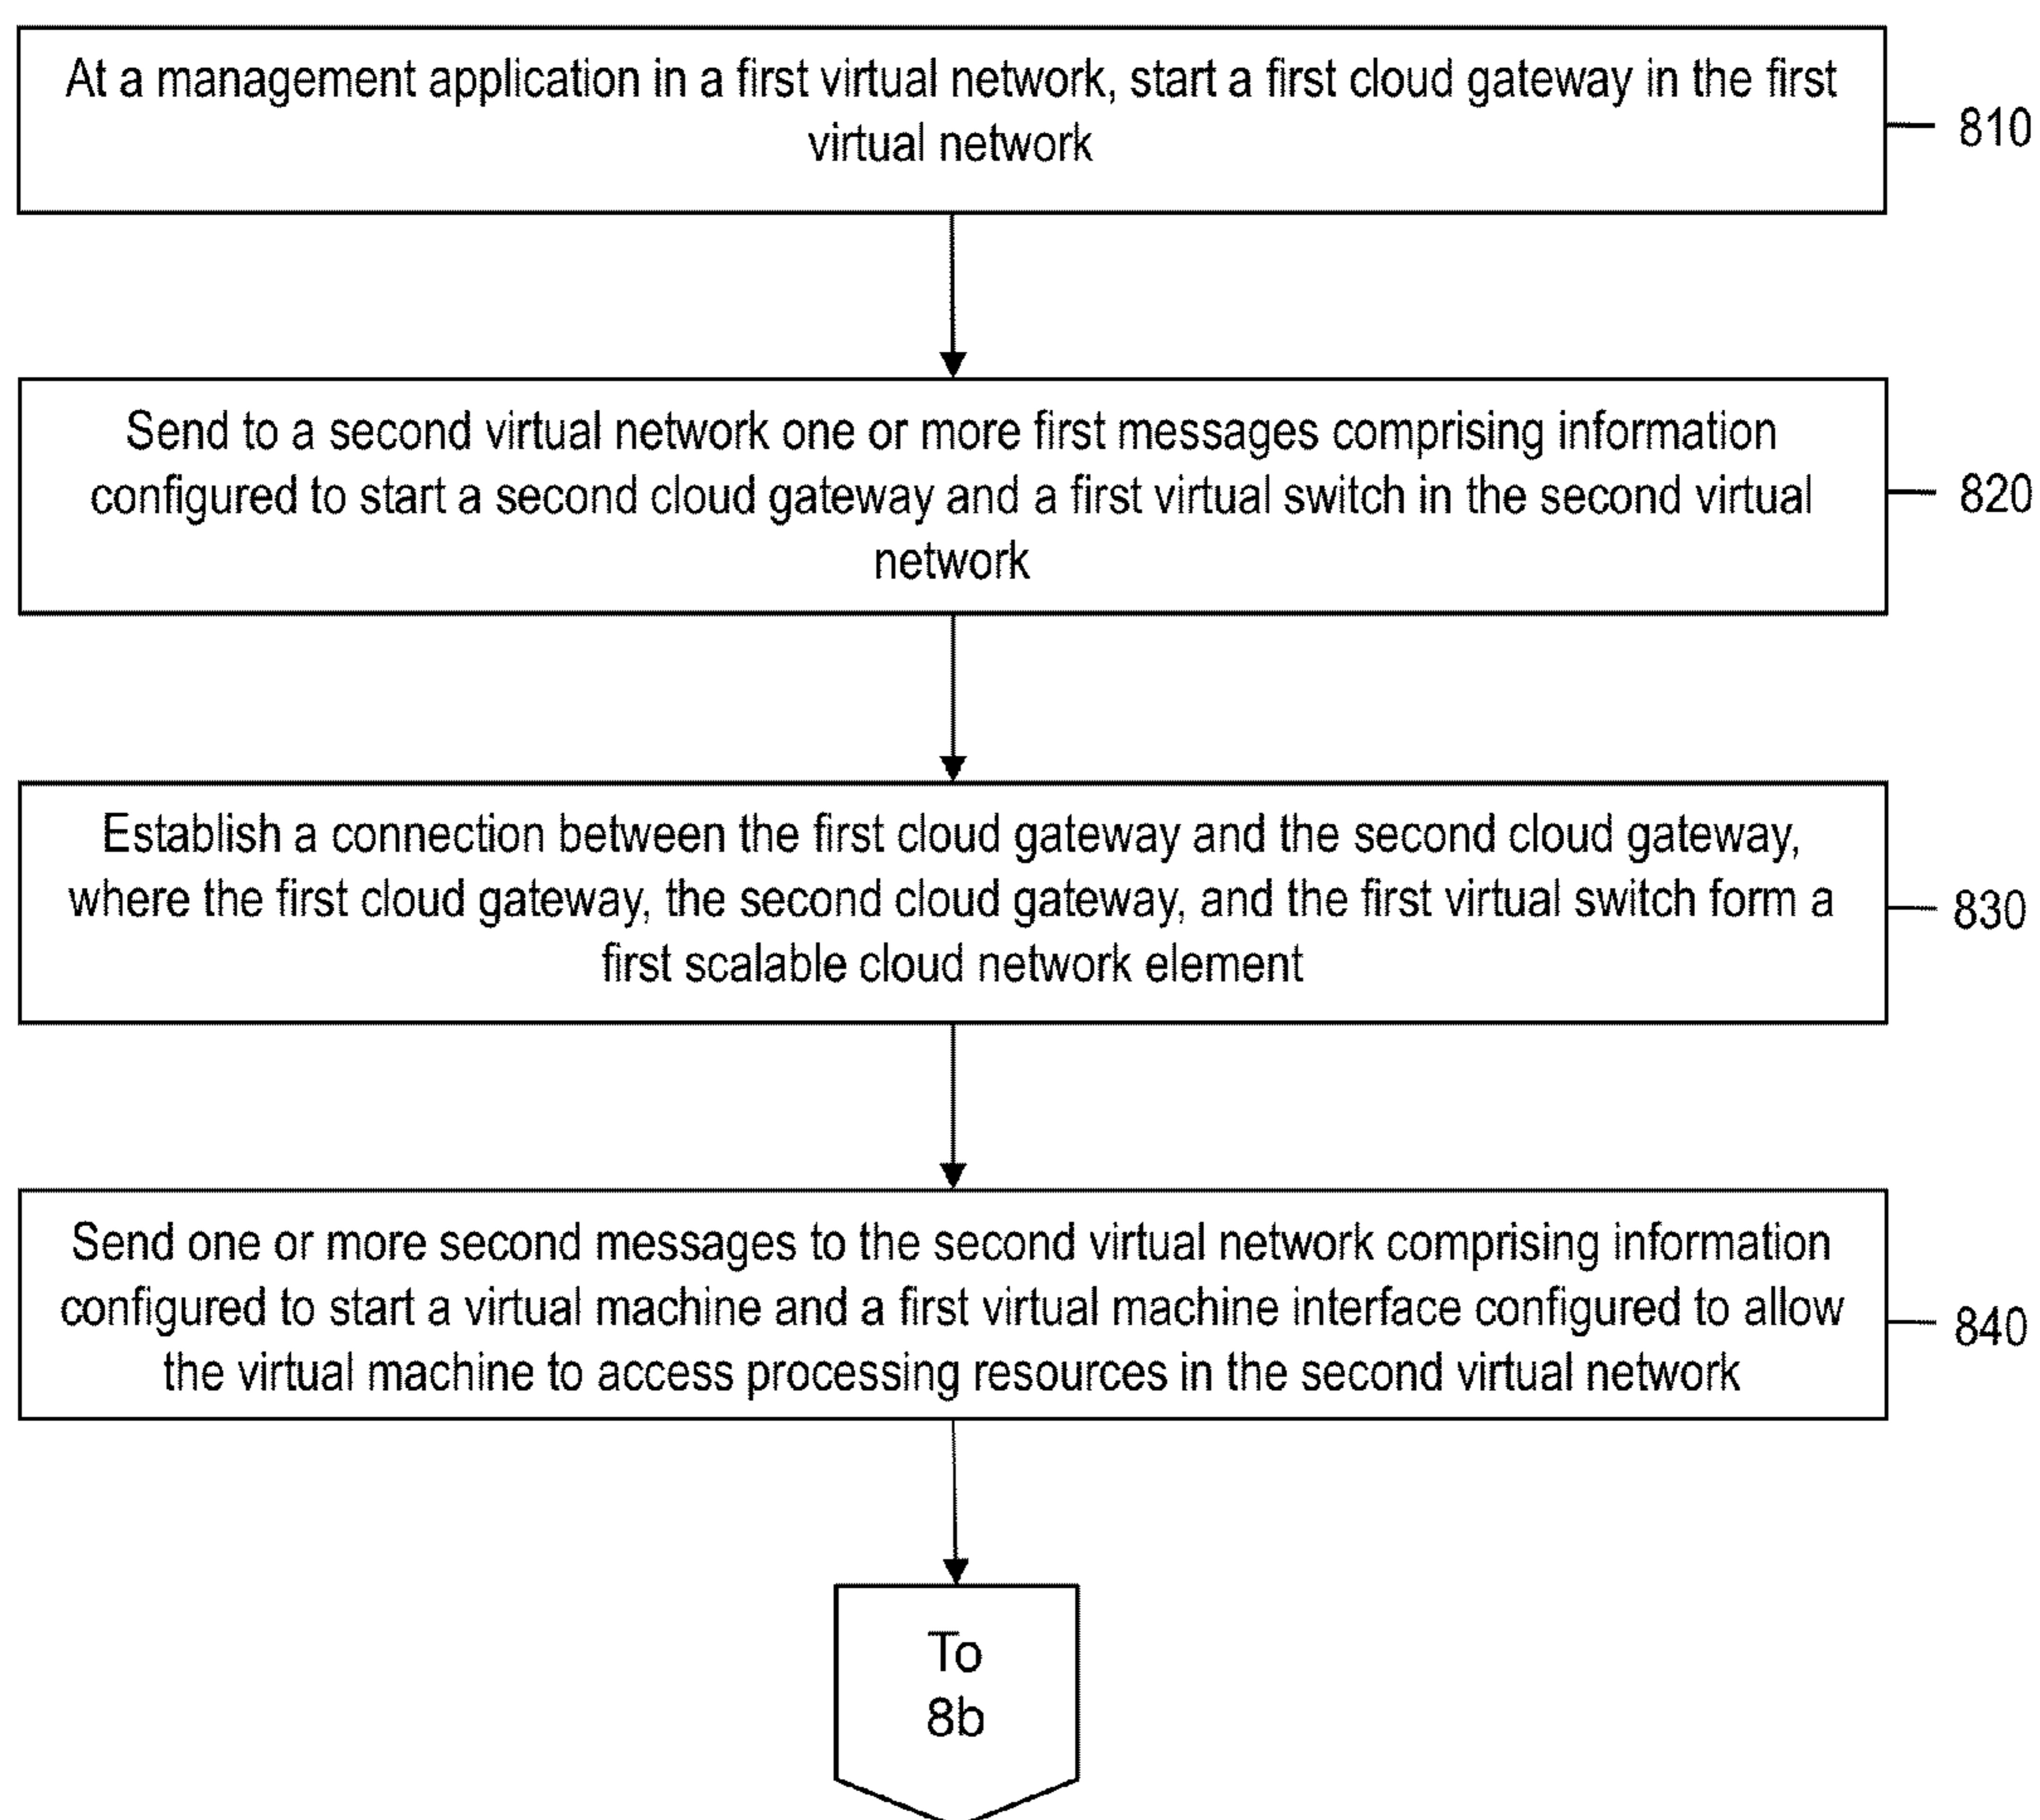 At a management application in a first virtual network, start a first cloud gateway in the first
virtual network
810
Send to a second virtual network one or more first messages comprising information
configured to start a second cloud gateway and a first virtual switch in the second virtual
network
820
Establish a connection between the first cloud gateway and the second cloud gateway,
where the first cloud gateway, the second cloud gateway, and the first virtual switch form a
first scalable cloud network element
830
Send one or more second messages to the second virtual network comprising information
configured to start a virtual machine and a first virtual machine interface configured to allow
the virtual machine to access processing resources in the second virtual network
840
To
8b